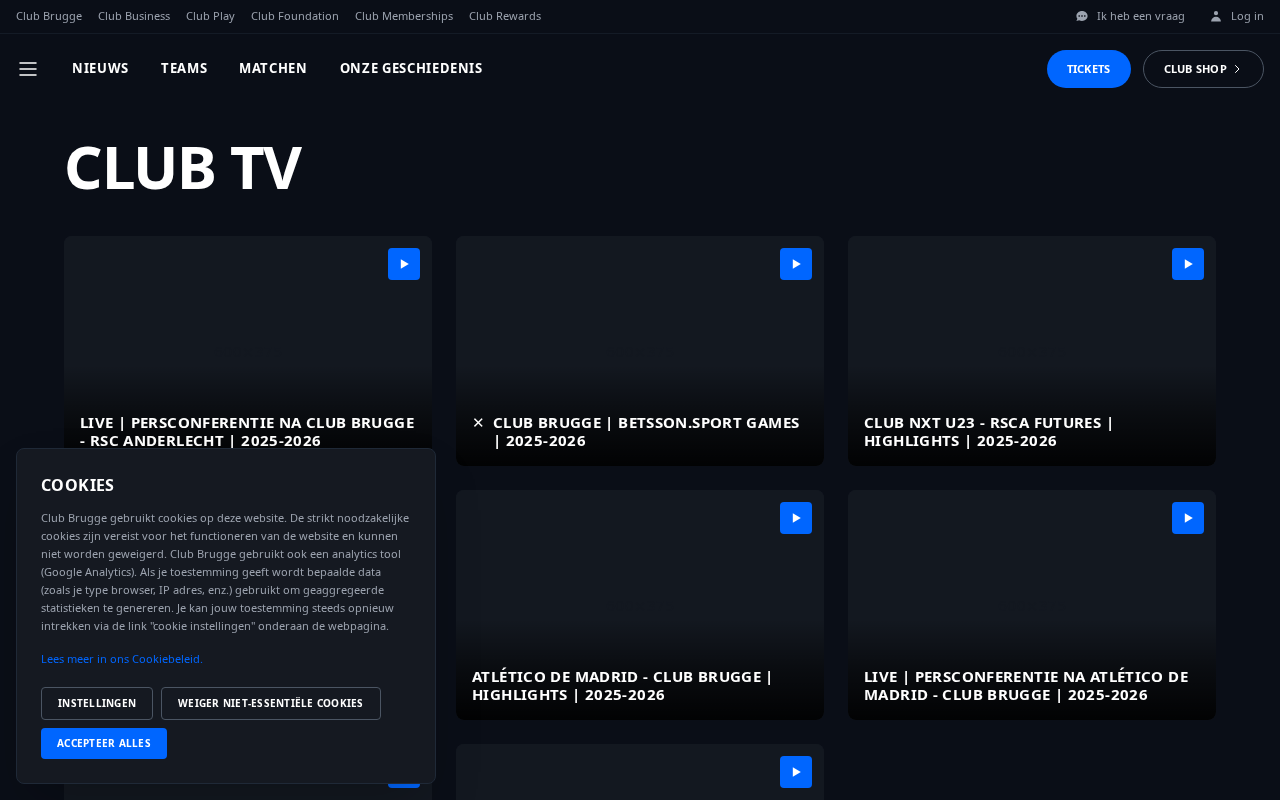 Club Brugge Club Business Club Play Club Foundation Club Memberships Club Rewards Ik heb een vraag Log in
NIEUWS TEAMS MATCHEN ONZE GESCHIEDENIS TICKETS CLUB SHOP
CLUB TV
LIVE | PERSCONFERENTIE NA CLUB BRUGGE
- RSC ANDERLECHT | 2025-2026
✕ CLUB BRUGGE | BETSSON.SPORT GAMES
| 2025-2026
CLUB NXT U23 - RSCA FUTURES |
HIGHLIGHTS | 2025-2026
ATLÉTICO DE MADRID - CLUB BRUGGE |
HIGHLIGHTS | 2025-2026
LIVE | PERSCONFERENTIE NA ATLÉTICO DE
MADRID - CLUB BRUGGE | 2025-2026
COOKIES
Club Brugge gebruikt cookies op deze website. De strikt noodzakelijke
cookies zijn vereist voor het functioneren van de website en kunnen
niet worden geweigerd. Club Brugge gebruikt ook een analytics tool
(Google Analytics). Als je toestemming geeft wordt bepaalde data
(zoals je type browser, IP adres, enz.) gebruikt om geaggregeerde
statistieken te genereren. Je kan jouw toestemming steeds opnieuw
intrekken via de link "cookie instellingen" onderaan de webpagina.
Lees meer in ons Cookiebeleid.
INSTELLINGEN WEIGER NIET-ESSENTIËLE COOKIES
ACCEPTEER ALLES